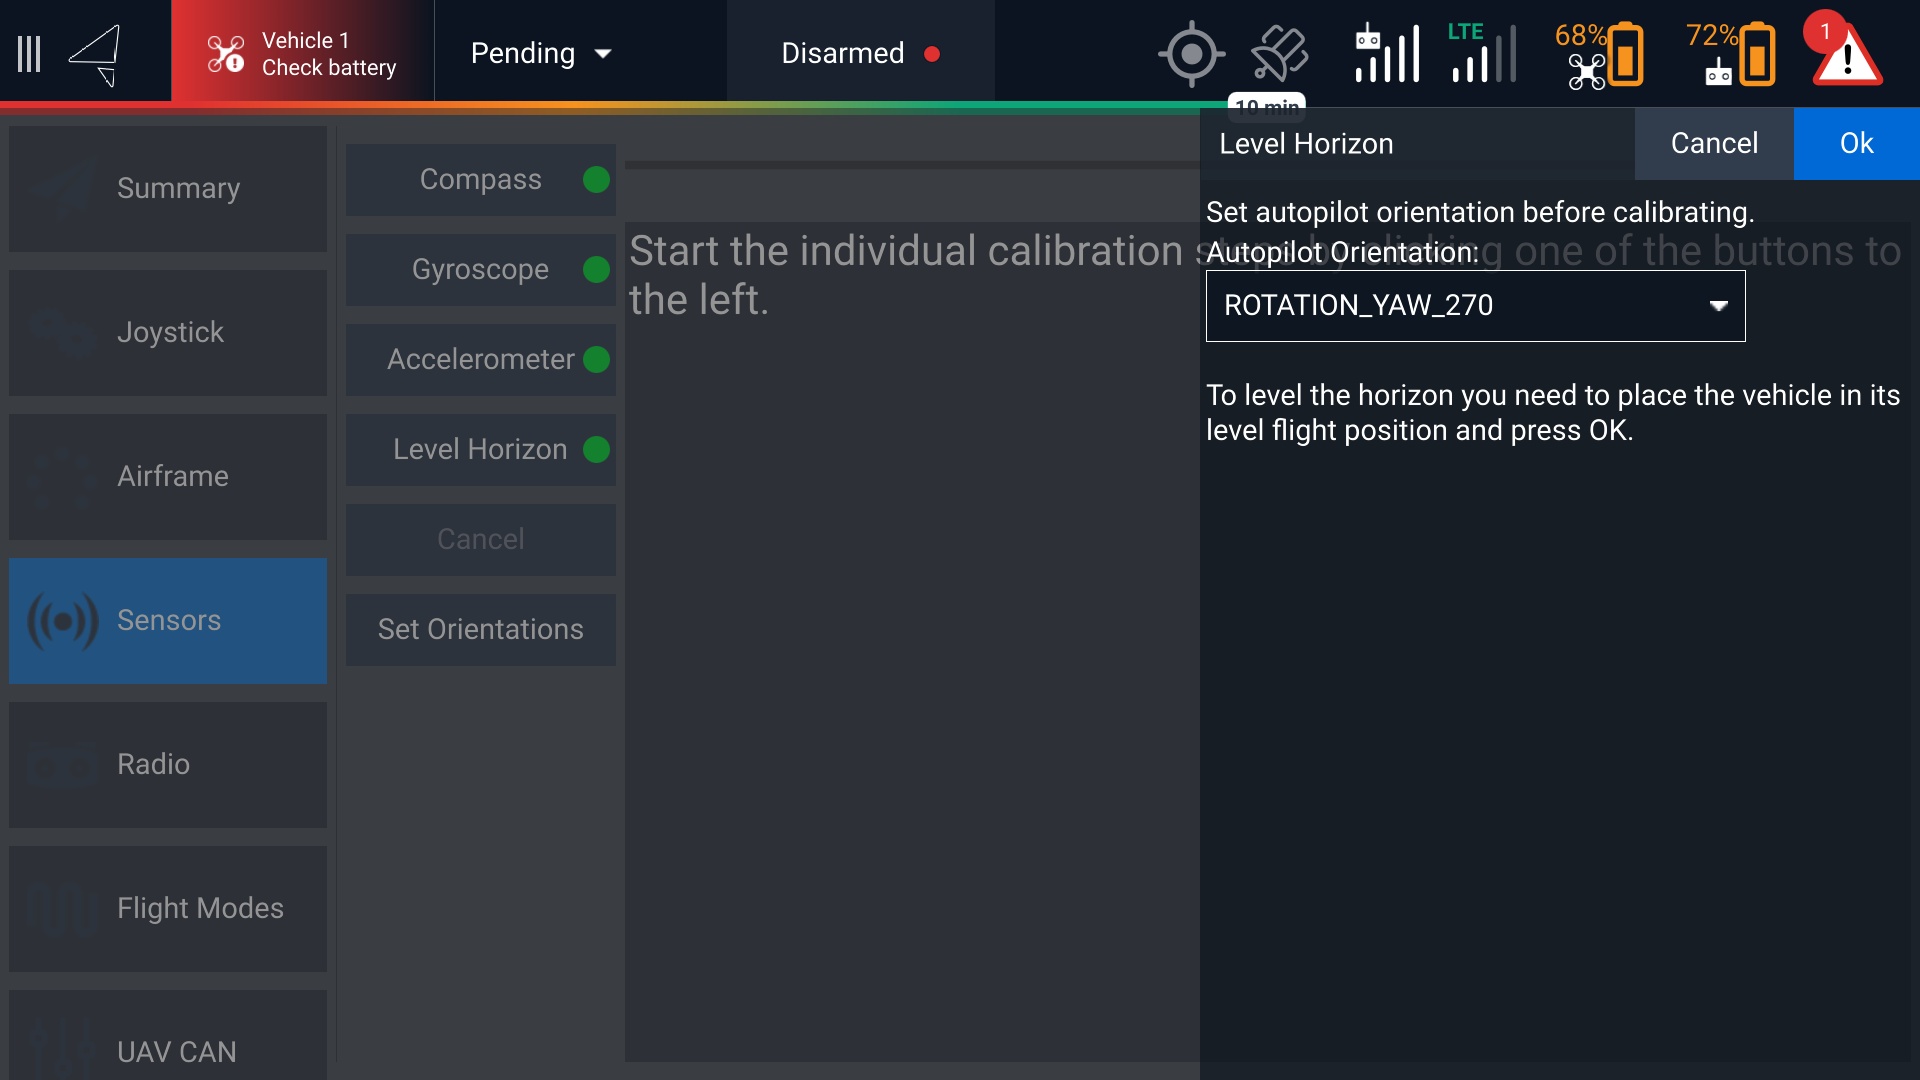 Vehicle 1
Check battery
Pending
Disarmed
LTE
68%
72%
1
10 min
Level Horizon
Cancel
Ok
Summary
Joystick
Airframe
Sensors
Radio
Flight Modes
UAV CAN
Compass
Gyroscope
Accelerometer
Level Horizon
Cancel
Set Orientations
Start the individual calibration steps by clicking one of the buttons to
the left.
Set autopilot orientation before calibrating.
Autopilot Orientation:
ROTATION_YAW_270
To level the horizon you need to place the vehicle in its
level flight position and press OK.